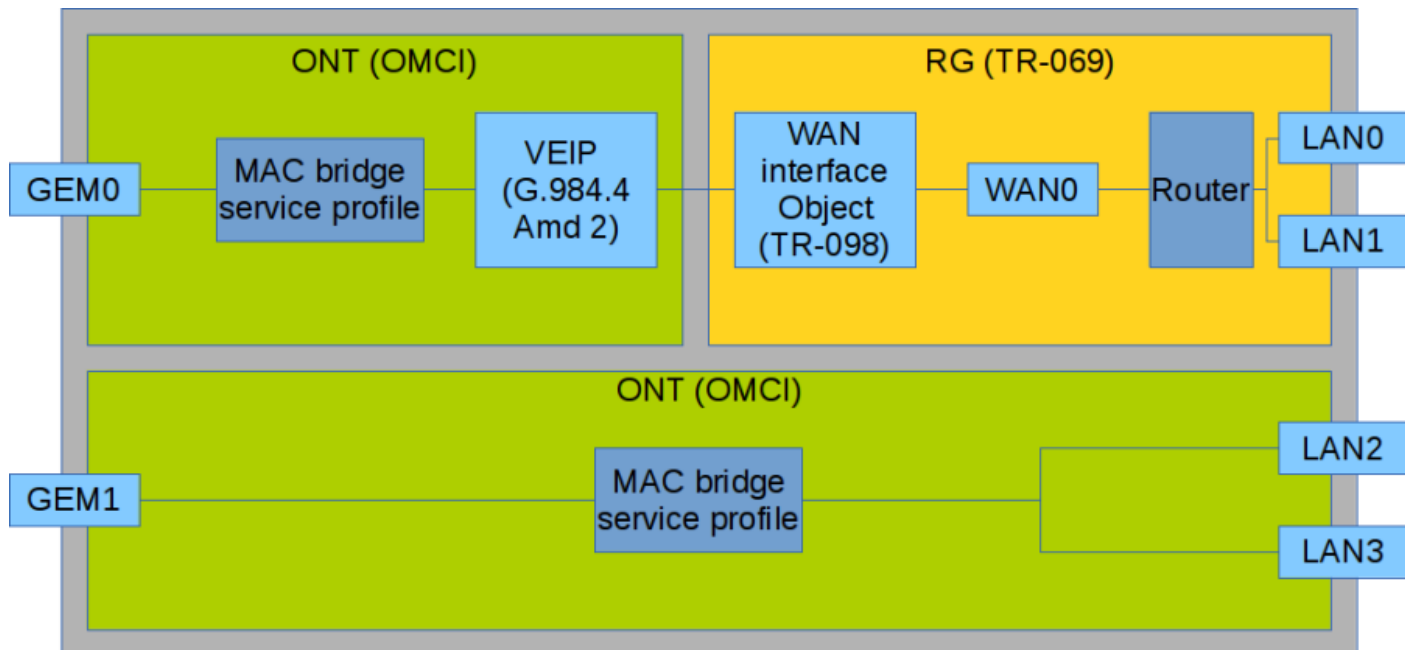 ONT (OMCI)
RG (TR-069)
GEM0
MAC bridge
service profile
VEIP
(G.984.4
Amd 2)
WAN
interface
Object
(TR-098)
WAN0
Router
LAN0
LAN1
ONT (OMCI)
GEM1
MAC bridge
service profile
LAN2
LAN3